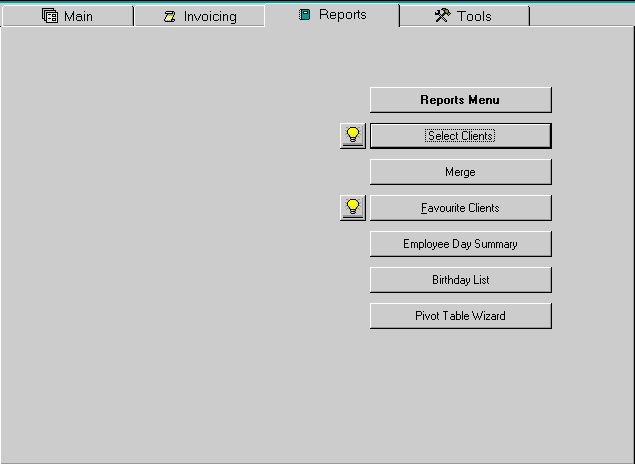 Main
Invoicing
Reports
Tools
Reports Menu
Select Clients
Merge
Favourite Clients
Employee Day Summary
Birthday List
Pivot Table Wizard